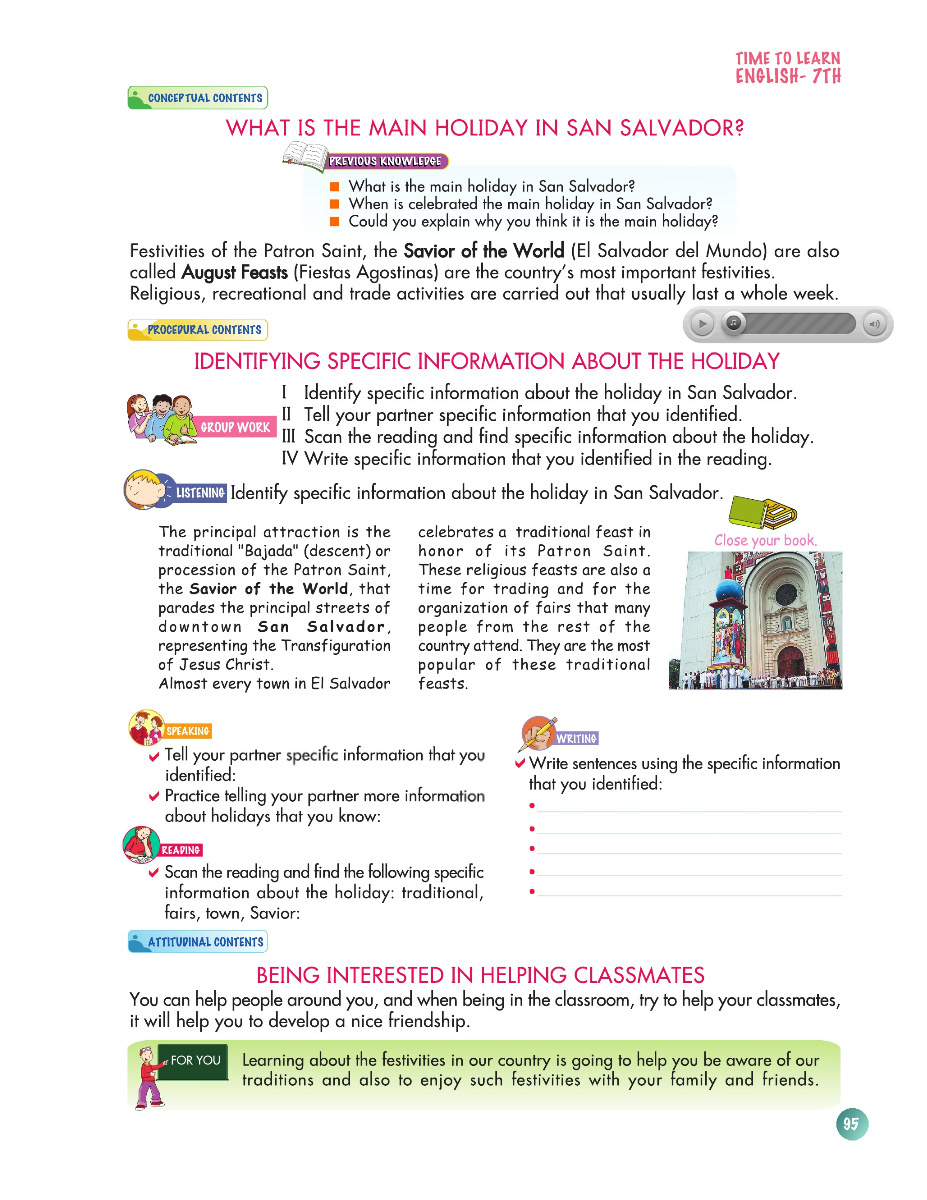 TIME TO LEARN
ENGLISH- 7TH
CONCEPTUAL CONTENTS
WHAT IS THE MAIN HOLIDAY IN SAN SALVADOR?
PREVIOUS KNOWLEDGE
What is the main holiday in San Salvador?
When is celebrated the main holiday in San Salvador?
Could you explain why you think it is the main holiday?
Festivities of the Patron Saint, the Savior of the World (El Salvador del Mundo) are also
called August Feasts (Fiestas Agostinas) are the country's most important festivities.
Religious, recreational and trade activities are carried out that usually last a whole week.
PROCEDURAL CONTENTS
IDENTIFYING SPECIFIC INFORMATION ABOUT THE HOLIDAY
GROUP WORK
I Identify specific information about the holiday in San Salvador.
II Tell your partner specific information that you identified.
III Scan the reading and find specific information about the holiday.
IV Write specific information that you identified in the reading.
LISTENING Identify specific information about the holiday in San Salvador.
The principal attraction is the
traditional "Bajada" (descent) or
procession of the Patron Saint,
the Savior of the World, that
parades the principal streets of
downtown San Salvador,
representing the Transfiguration
of Jesus Christ.
Almost every town in El Salvador
celebrates a traditional feast in
honor of its Patron Saint.
These religious feasts are also a
time for trading and for the
organization of fairs that many
people from the rest of the
country attend. They are the most
popular of these traditional
feasts.
Close your book.
SPEAKING
Tell your partner specific information that you
identified:
Practice telling your partner more information
about holidays that you know:
READING
Scan the reading and find the following specific
information about the holiday: traditional,
fairs, town, Savior:
WRITING
Write sentences using the specific information
that you identified:
ATTITUDINAL CONTENTS
BEING INTERESTED IN HELPING CLASSMATES
You can help people around you, and when being in the classroom, try to help your classmates,
it will help you to develop a nice friendship.
FOR YOU
Learning about the festivities in our country is going to help you be aware of our
traditions and also to enjoy such festivities with your family and friends.
95